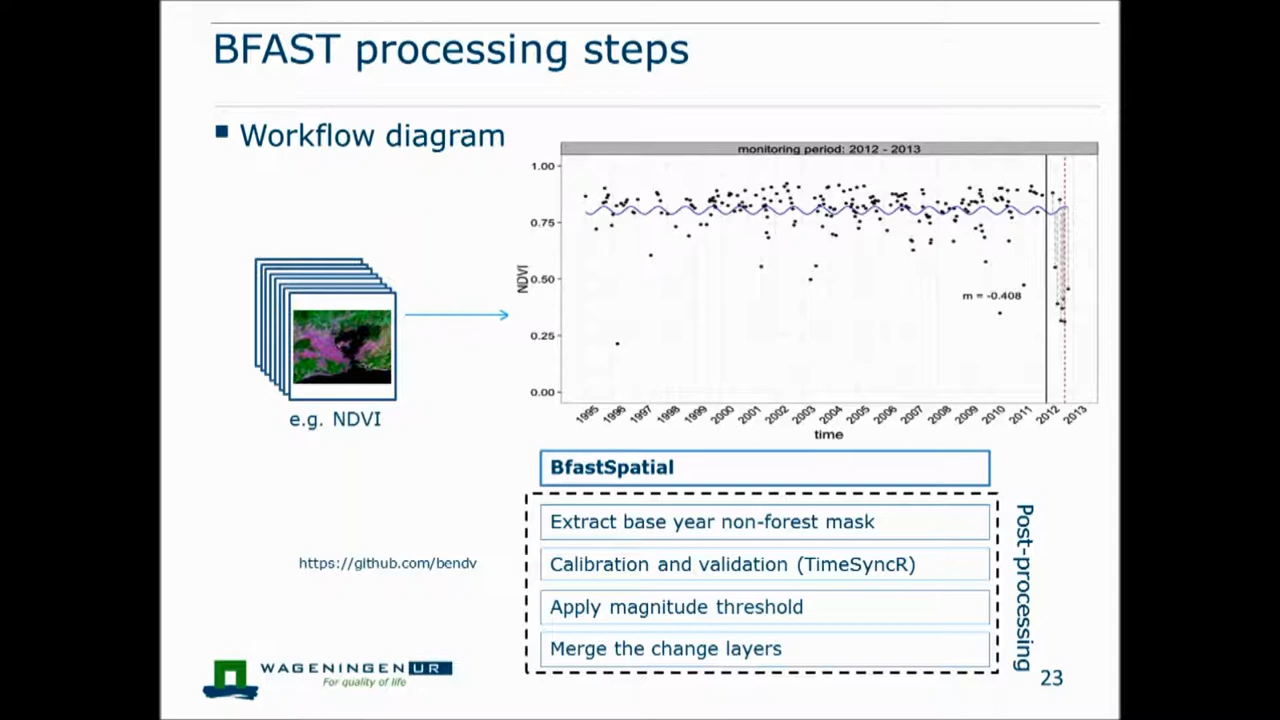 BFAST processing steps
Workflow diagram
monitoring period: 2012 - 2013
1.00
0.75
0.50
0.25
0.00
NDVI
m = -0.408
1995 1996 1997 1998 1999 2000 2001 2002 2003 2004 2005 2006 2007 2008 2009 2010 2011 2012 2013
time
e.g. NDVI
BfastSpatial
Extract base year non-forest mask
Calibration and validation (TimeSyncR)
Apply magnitude threshold
Merge the change layers
Post-processing
https://github.com/bendv
WAGENINGEN UR
For quality of life
23